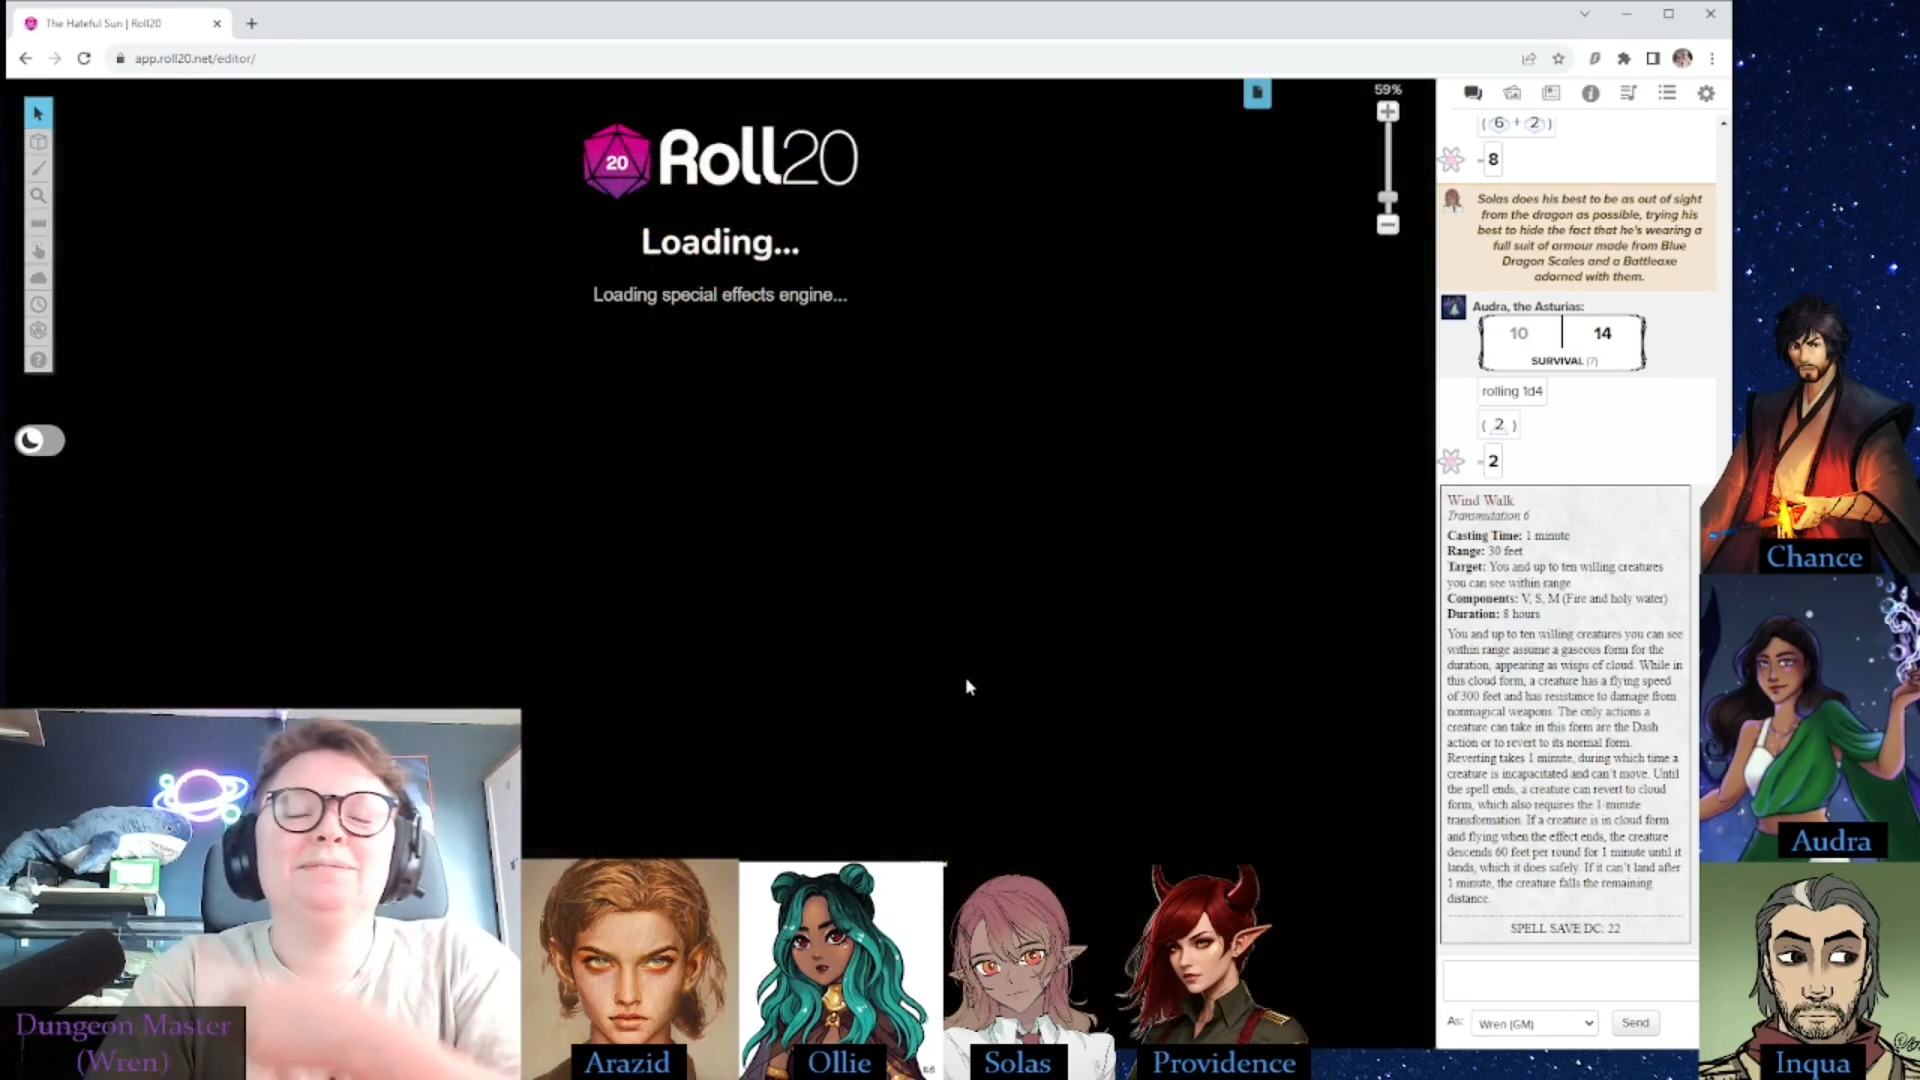 The Hateful Sun | Roll20
app.roll20.net/editor/
20 Roll20
Loading...
Loading special effects engine...
59%
( 6 + 2 )
= 8
Solas does his best to be as out of sight
from the dragon as possible, trying his
best to hide the fact that he's wearing a
full suit of armour made from Blue
Dragon Scales and a Battleaxe
adorned with them.
Audra, the Asturias:
10 14
SURVIVAL (7)
rolling 1d4
( 2 )
= 2
Wind Walk
Transmutation 6
Casting Time: 1 minute
Range: 30 feet
Target: You and up to ten willing creatures
you can see within range
Components: V, S, M (Fire and holy water)
Duration: 8 hours
You and up to ten willing creatures you can see
within range assume a gaseous form for the
duration, appearing as wisps of cloud. While in
this cloud form, a creature has a flying speed
of 300 feet and has resistance to damage from
nonmagical weapons. The only actions a
creature can take in this form are the Dash
action or to revert to its normal form.
Reverting takes 1 minute, during which time a
creature is incapacitated and can't move. Until
the spell ends, a creature can revert to cloud
form, which also requires the 1-minute
transformation. If a creature is in cloud form
and flying when the effect ends, the creature
descends 60 feet per round for 1 minute until it
lands, which it does safely. If it can't land after
1 minute, the creature falls the remaining
distance.
SPELL SAVE DC: 22
As: Wren (GM) Send
Chance
Audra
Inqua
Dungeon Master
(Wren)
Arazid
Ollie
Solas
Providence